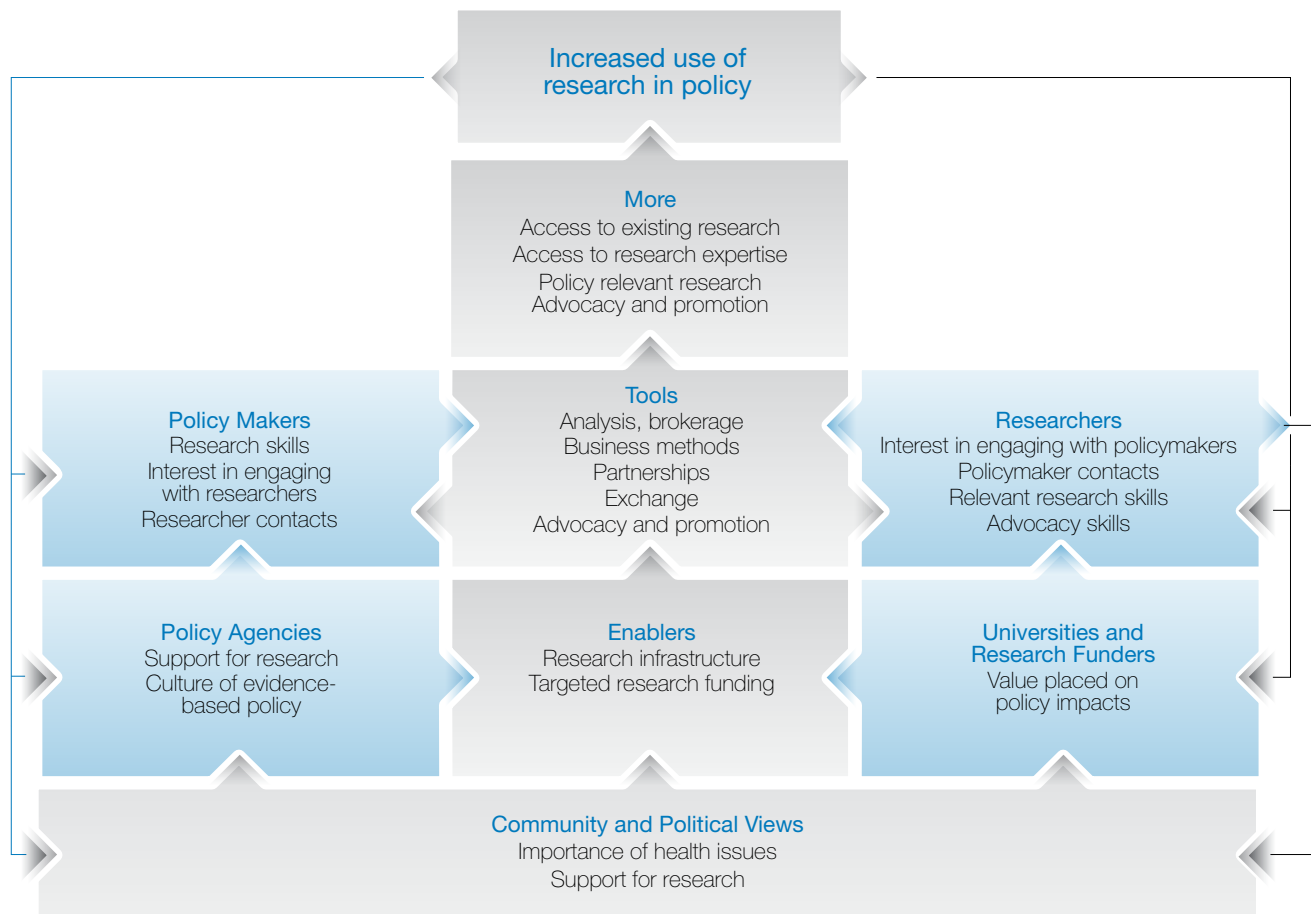 Increased use of
research in policy
More
Access to existing research
Access to research expertise
Policy relevant research
Advocacy and promotion
Policy Makers
Research skills
Interest in engaging
with researchers
Researcher contacts
Tools
Analysis, brokerage
Business methods
Partnerships
Exchange
Advocacy and promotion
Researchers
Interest in engaging with policymakers
Policymaker contacts
Relevant research skills
Advocacy skills
Policy Agencies
Support for research
Culture of evidence-
based policy
Enablers
Research infrastructure
Targeted research funding
Universities and
Research Funders
Value placed on
policy impacts
Community and Political Views
Importance of health issues
Support for research